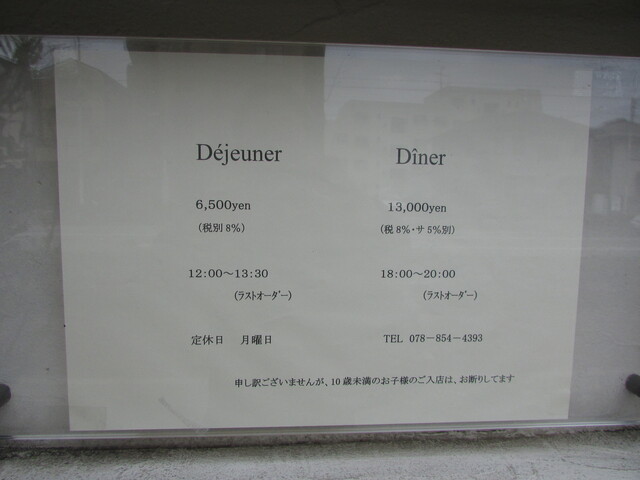 Déjeuner Dîner
6,500yen 13,000yen
(税別8%) (税8%・サ5%別)
12:00～13:30 18:00～20:00
(ラストオーダー) (ラストオーダー)
定休日 月曜日 TEL 078－854－4393
申し訳ございませんが、10歳未満のお子様のご入店は、お断りしてます